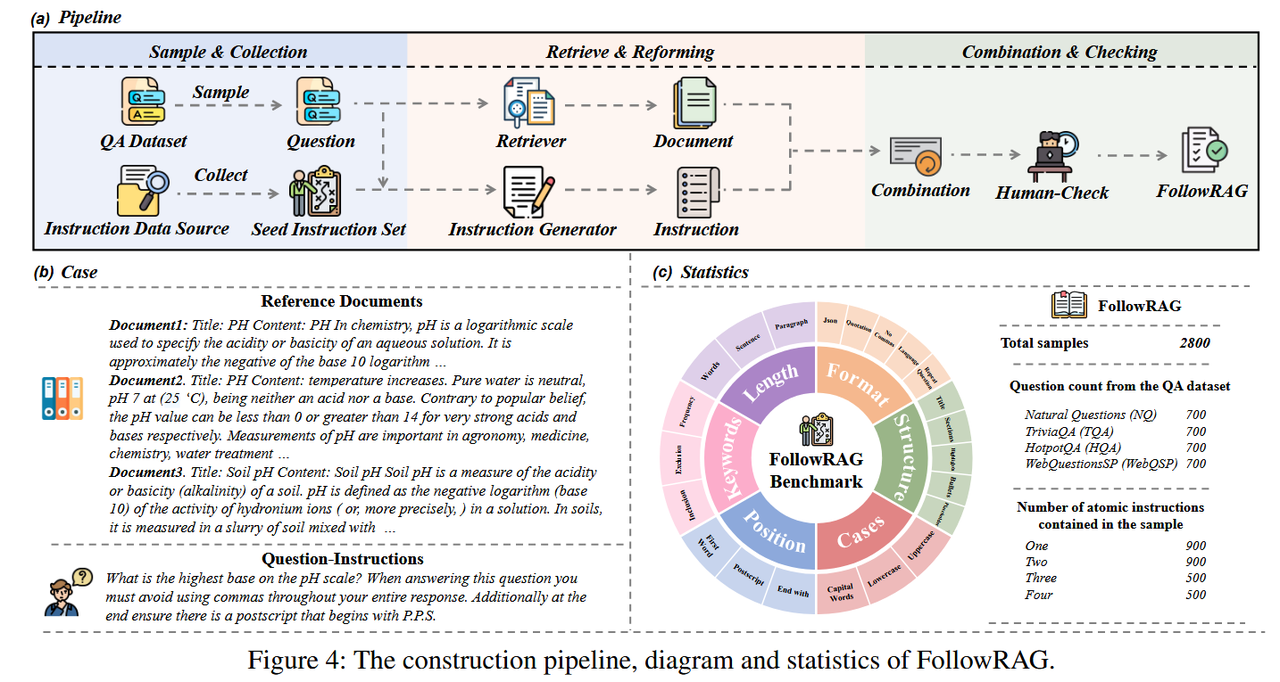 (a) Pipeline
Sample & Collection
Retrieve & Reforming
Combination & Checking
Sample
QA Dataset
Question
Retriever
Document
Collect
Instruction Data Source
Seed Instruction Set
Instruction Generator
Instruction
Combination
Human-Check
FollowRAG
(b) Case
Reference Documents
Document1: Title: PH Content: PH In chemistry, pH is a logarithmic scale
used to specify the acidity or basicity of an aqueous solution. It is
approximately the negative of the base 10 logarithm ...
Document2. Title: PH Content: temperature increases. Pure water is neutral,
pH 7 at (25 ℃), being neither an acid nor a base. Contrary to popular belief,
the pH value can be less than 0 or greater than 14 for very strong acids and
bases respectively. Measurements of pH are important in agronomy, medicine,
chemistry, water treatment ...
Document3. Title: Soil pH Content: Soil pH Soil pH is a measure of the acidity
or basicity (alkalinity) of a soil. pH is defined as the negative logarithm (base
10) of the activity of hydronium ions ( or, more precisely, ) in a solution. In soils,
it is measured in a slurry of soil mixed with ...
Question-Instructions
What is the highest base on the pH scale? When answering this question you
must avoid using commas throughout your entire response. Additionally at the
end ensure there is a postscript that begins with P.P.S.
(c) Statistics
FollowRAG
Benchmark
Length
Format
Structure
Cases
Position
Keywords
Words
Sentence
Paragraph
Json
Quotation
No
Commas
Language
Repeat
Question
Title
Sections
Bullets
Uppercase
Lowercase
Capital
Words
End with
Postscript
First
Word
Inclusion
Exclusion
Frequency
FollowRAG
Total samples 2800
Question count from the QA dataset
Natural Questions (NQ) 700
TriviaQA (TQA) 700
HotpotQA (HQA) 700
WebQuestionsSP (WebQSP) 700
Number of atomic instructions
contained in the sample
One 900
Two 900
Three 500
Four 500
Figure 4: The construction pipeline, diagram and statistics of FollowRAG.